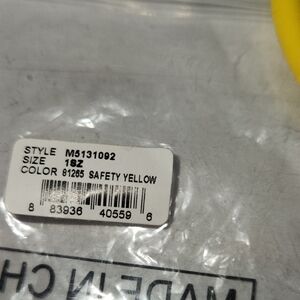 STYLE M5131092
SIZE 1SZ
COLOR 81265 SAFETY YELLOW
8 83936 40559 6
MADE IN CH